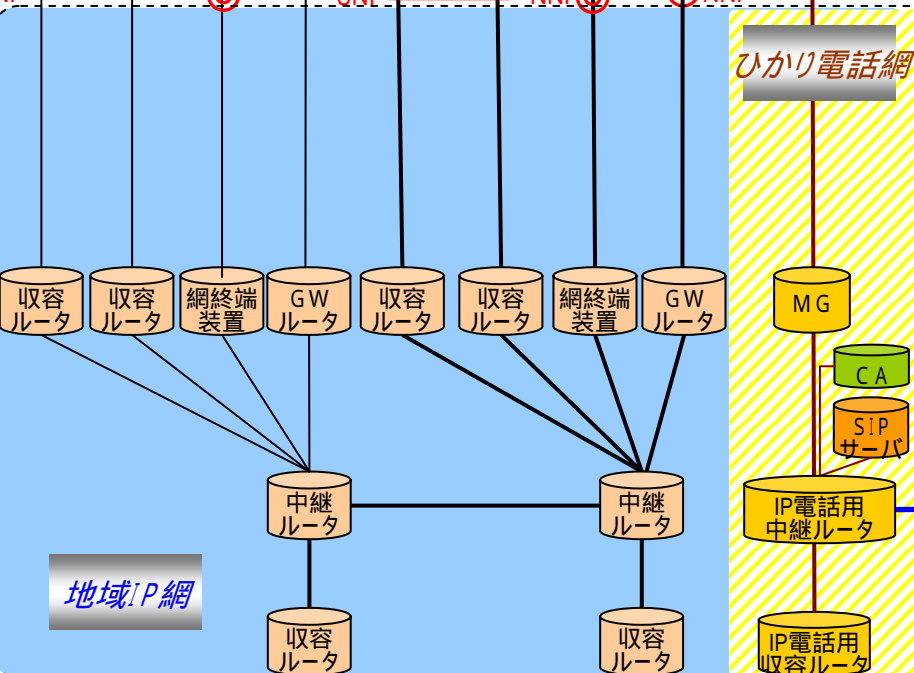 UNI
NNI
NNI
ひかり電話網
収容
ルータ
収容
ルータ
網終端
装置
GW
ルータ
収容
ルータ
収容
ルータ
網終端
装置
GW
ルータ
MG
CA
SIP
サーバ
中継
ルータ
中継
ルータ
IP電話用
中継ルータ
地域IP網
収容
ルータ
収容
ルータ
IP電話用
収容ルータ